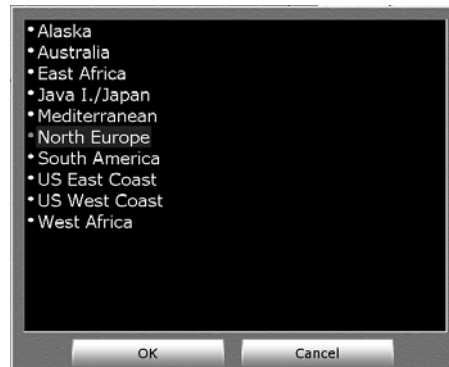 • Alaska
• Australia
• East Africa
• Java I./Japan
• Mediterranean
• North Europe
• South America
• US East Coast
• US West Coast
• West Africa
OK Cancel